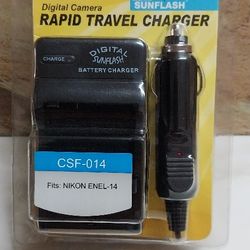 Digital Camera
SUNFLASH
RAPID TRAVEL CHARGER
CHARGE
DIGITAL
SUNFLASH
BATTERY CHARGER
CSF-014
Fits: NIKON ENEL-14